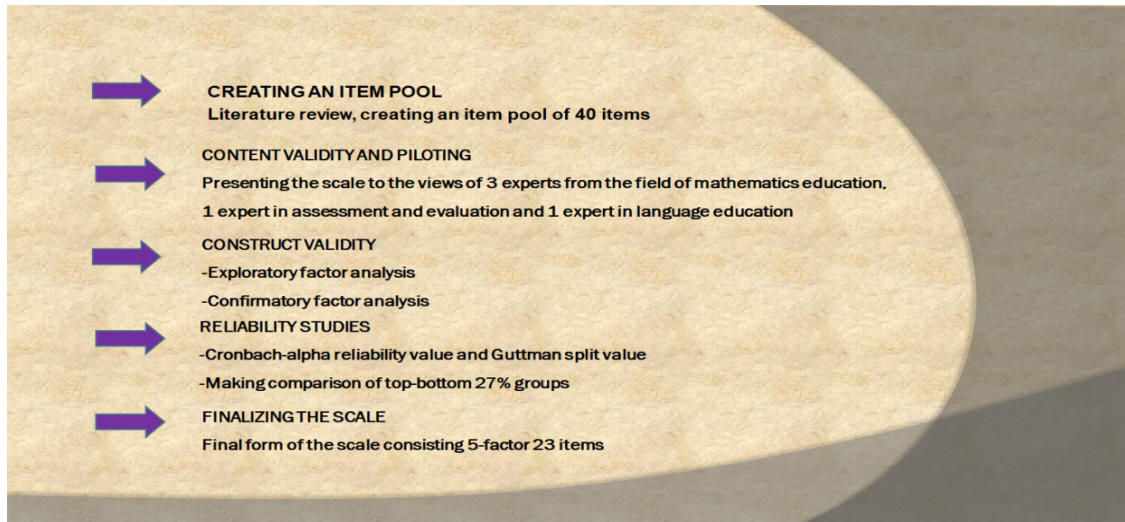 CREATING AN ITEM POOL
Literature review, creating an item pool of 40 items
CONTENT VALIDITY AND PILOTING
Presenting the scale to the views of 3 experts from the field of mathematics education,
1 expert in assessment and evaluation and 1 expert in language education
CONSTRUCT VALIDITY
-Exploratory factor analysis
-Confirmatory factor analysis
RELIABILITY STUDIES
-Cronbach-alpha reliability value and Guttman split value
-Making comparison of top-bottom 27% groups
FINALIZING THE SCALE
Final form of the scale consisting 5-factor 23 items